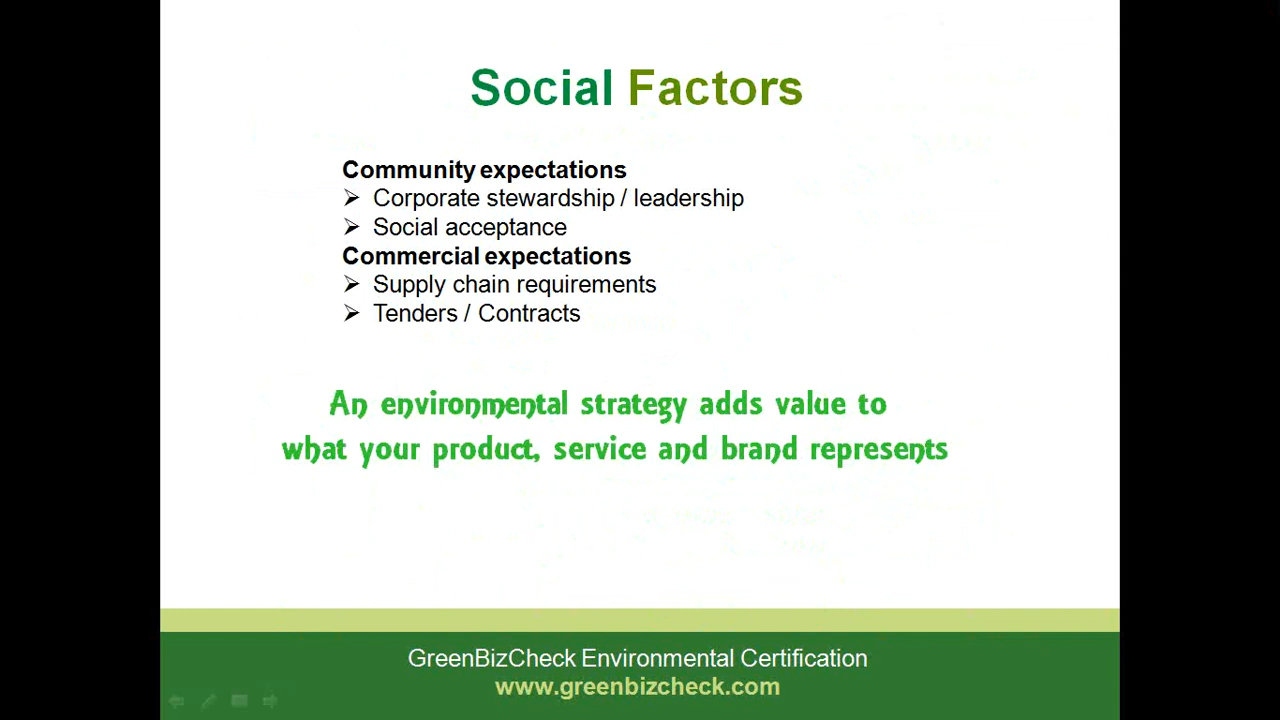 Social Factors
Community expectations
➢ Corporate stewardship / leadership
➢ Social acceptance
Commercial expectations
➢ Supply chain requirements
➢ Tenders / Contracts
An environmental strategy adds value to
what your product, service and brand represents
GreenBizCheck Environmental Certification
www.greenbizcheck.com